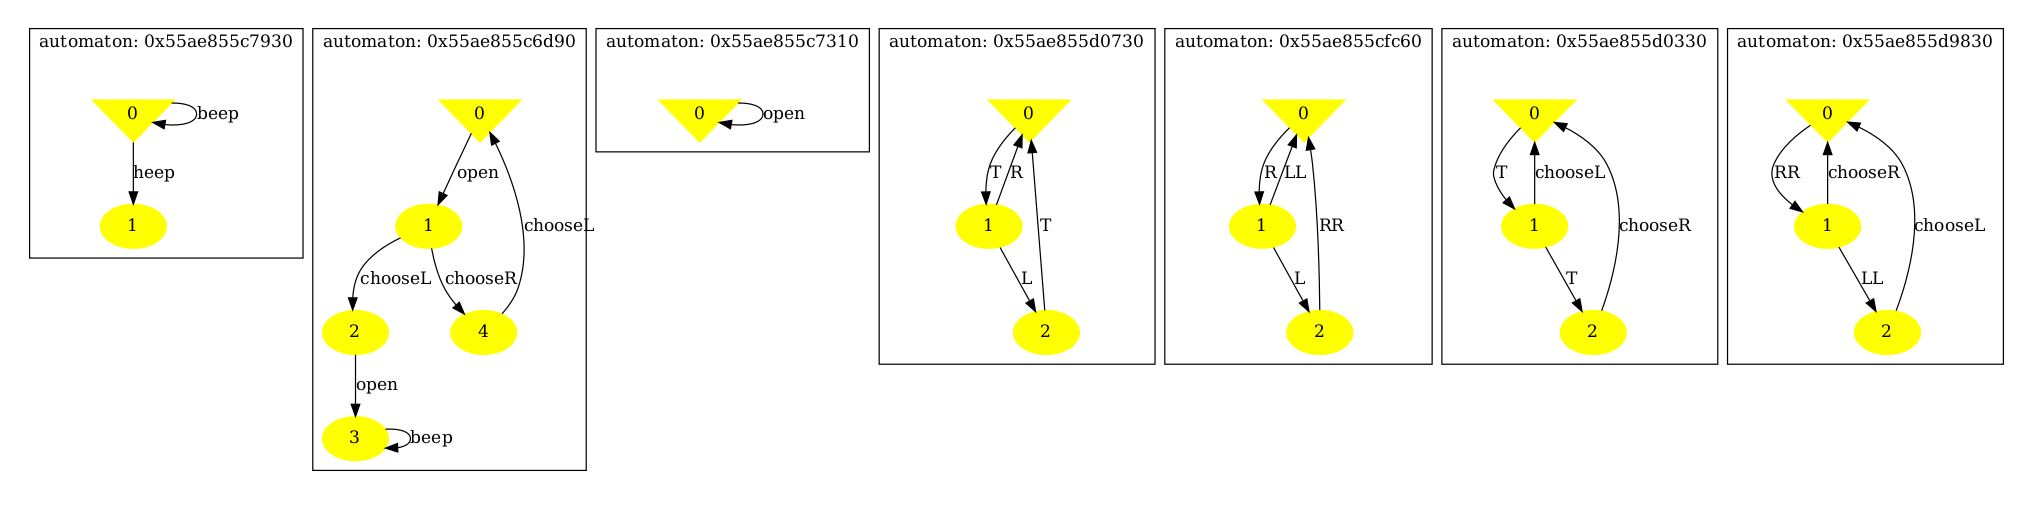 automaton: 0x55ae855c7930
0
beep
heep
1
automaton: 0x55ae855c6d90
0
open
1
chooseL
chooseL
chooseR
2
4
open
3
beep
automaton: 0x55ae855c7310
0
open
automaton: 0x55ae855d0730
0
T
R
1
T
L
2
automaton: 0x55ae855cfc60
0
R
LL
1
RR
L
2
automaton: 0x55ae855d0330
0
T
chooseL
1
chooseR
T
2
automaton: 0x55ae855d9830
0
RR
chooseR
1
chooseL
LL
2